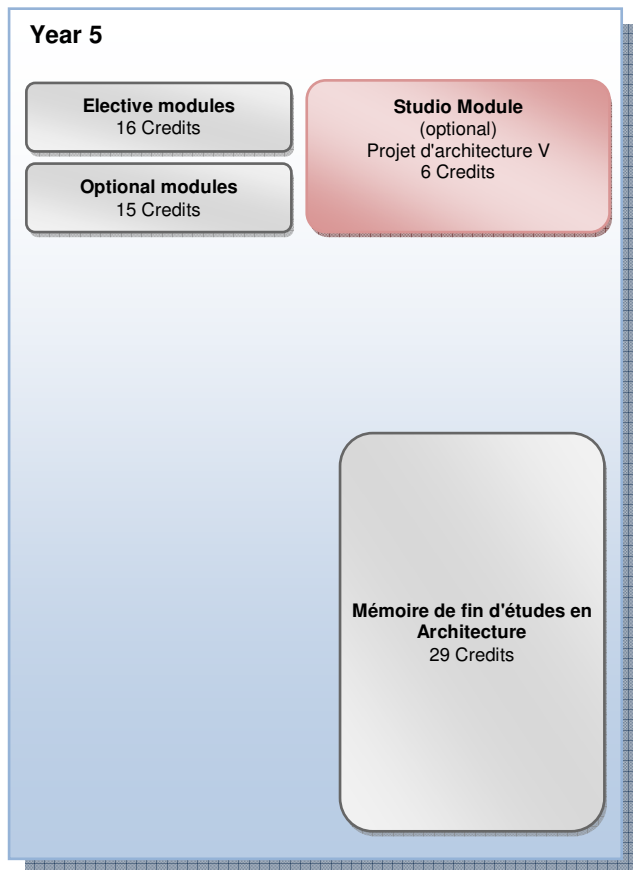 Year 5
Elective modules
16 Credits
Optional modules
15 Credits
Studio Module
(optional)
Projet d'architecture V
6 Credits
Mémoire de fin d'études en
Architecture
29 Credits